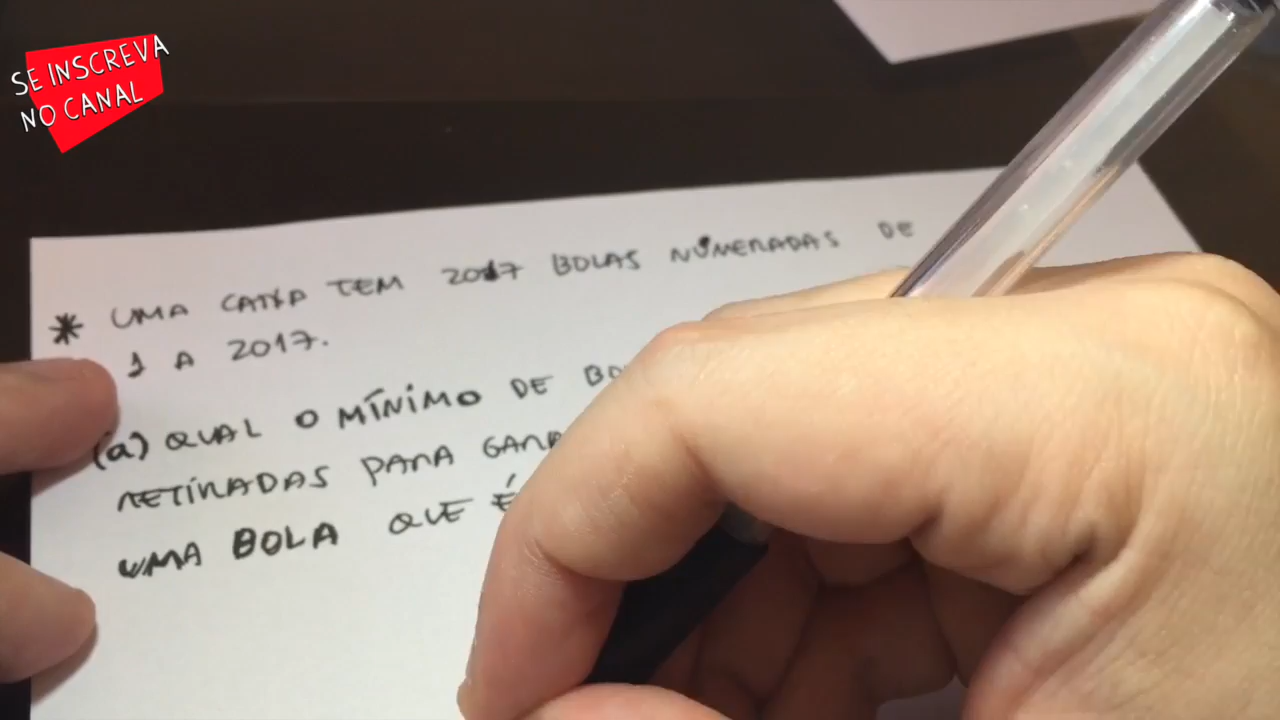 SE INSCREVA
NO CANAL
* UMA CAIXA TEM 2017 BOLAS NUMERADAS DE
1 A 2017.
(a) QUAL O MÍNIMO DE
RETIRADAS PARA
UMA BOLA QUE É